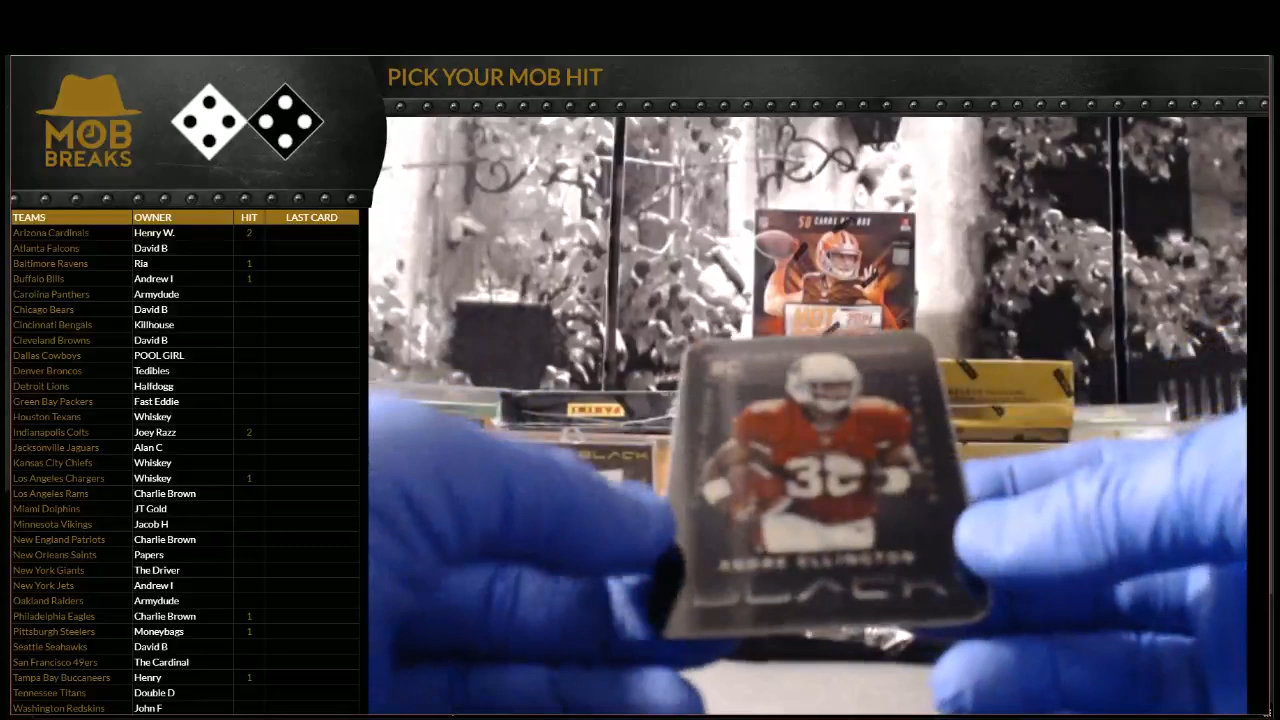 PICK YOUR MOB HIT
MOB
BREAKS
TEAMS OWNER HIT LAST CARD
Arizona Cardinals Henry W. 2
Atlanta Falcons David B
Baltimore Ravens Ria 1
Buffalo Bills Andrew I 1
Carolina Panthers Armydude
Chicago Bears David B
Cincinnati Bengals Killhouse
Cleveland Browns David B
Dallas Cowboys POOL GIRL
Denver Broncos Tedibles
Detroit Lions Halfdogg
Green Bay Packers Fast Eddie
Houston Texans Whiskey
Indianapolis Colts Joey Razz 2
Jacksonville Jaguars Alan C
Kansas City Chiefs Whiskey
Los Angeles Chargers Whiskey 1
Los Angeles Rams Charlie Brown
Miami Dolphins JT Gold
Minnesota Vikings Jacob H
New England Patriots Charlie Brown
New Orleans Saints Papers
New York Giants The Driver
New York Jets Andrew I
Oakland Raiders Armydude
Philadelphia Eagles Charlie Brown 1
Pittsburgh Steelers Moneybags 1
Seattle Seahawks David B
San Francisco 49ers The Cardinal
Tampa Bay Buccaneers Henry 1
Tennessee Titans Double D
Washington Redskins John F
50 CARDS
HOT
BLACK
ANDRE ELLINGTON
BLACK